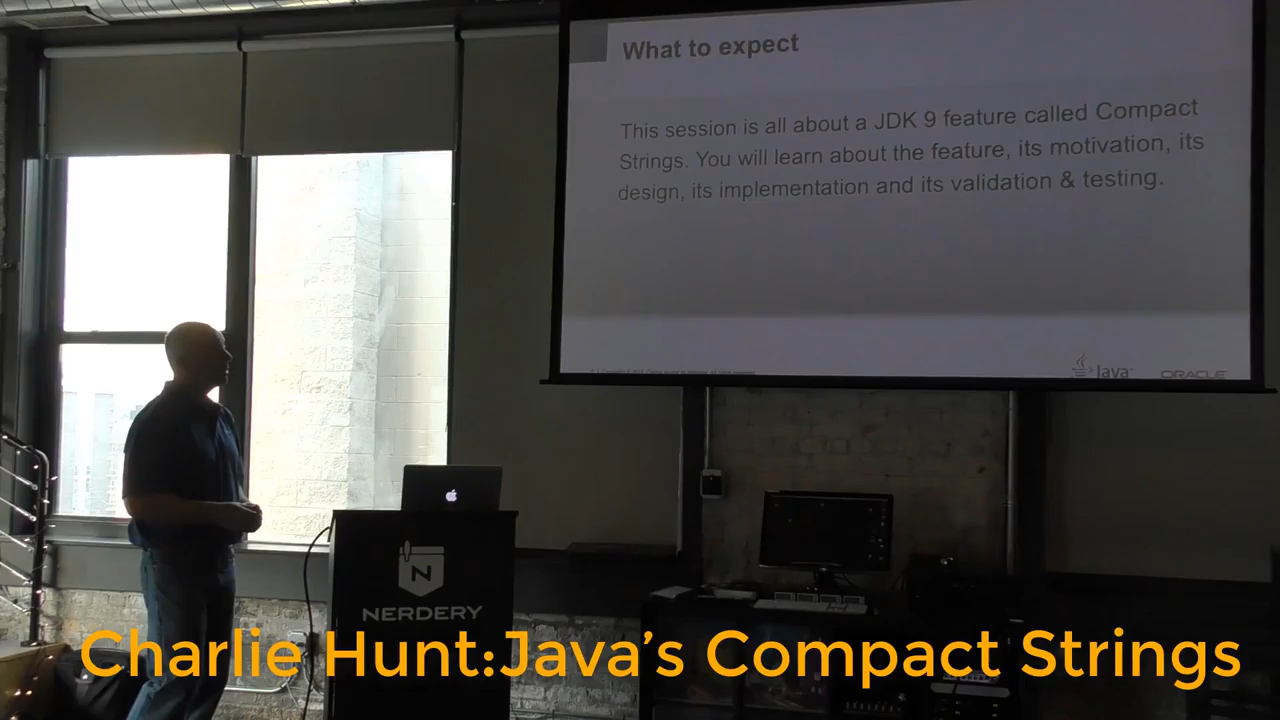 What to expect
This session is all about a JDK 9 feature called Compact
Strings. You will learn about the feature, its motivation, its
design, its implementation and its validation & testing.
Java
ORACLE
N
NERDERY
Charlie Hunt:Java’s Compact Strings